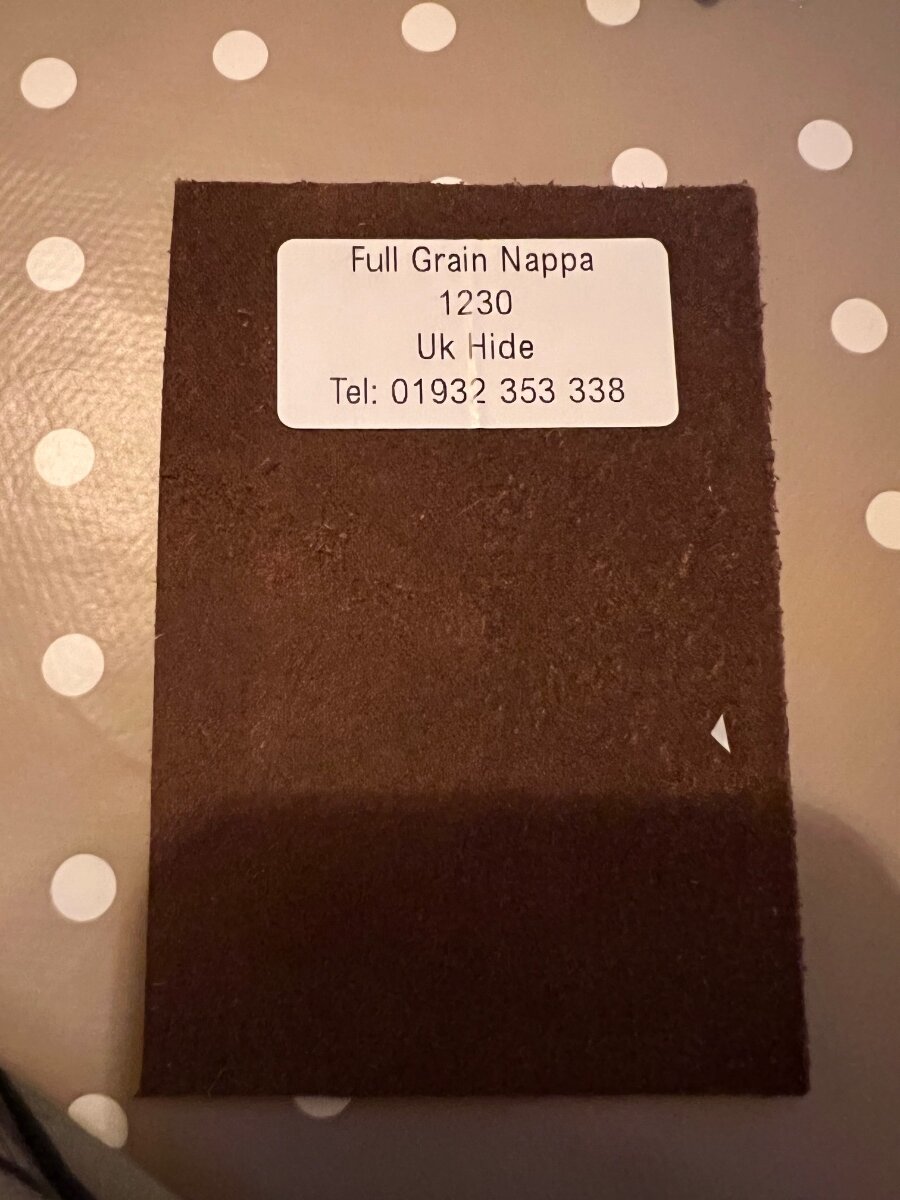 Full Grain Nappa
1230
Uk Hide
Tel: 01932 353 338